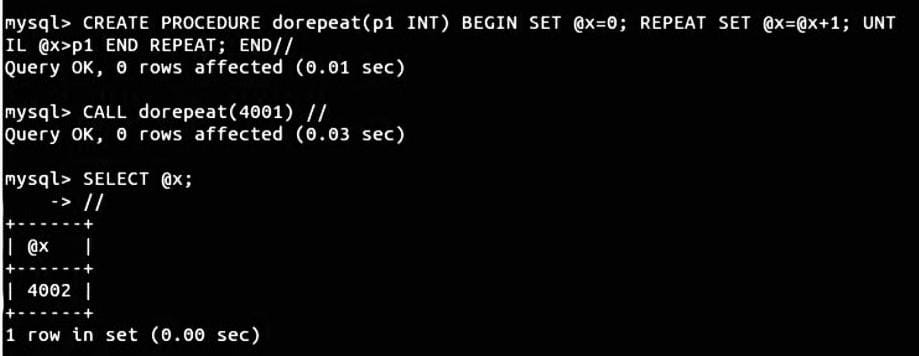 mysql> CREATE PROCEDURE dorepeat(p1 INT) BEGIN SET @x=0; REPEAT SET @x=@x+1; UNT
IL @x>p1 END REPEAT; END//
Query OK, 0 rows affected (0.01 sec)
mysql> CALL dorepeat(4001) //
Query OK, 0 rows affected (0.03 sec)
mysql> SELECT @x;
    -> //
+------+
| @x   |
+------+
| 4002 |
+------+
1 row in set (0.00 sec)